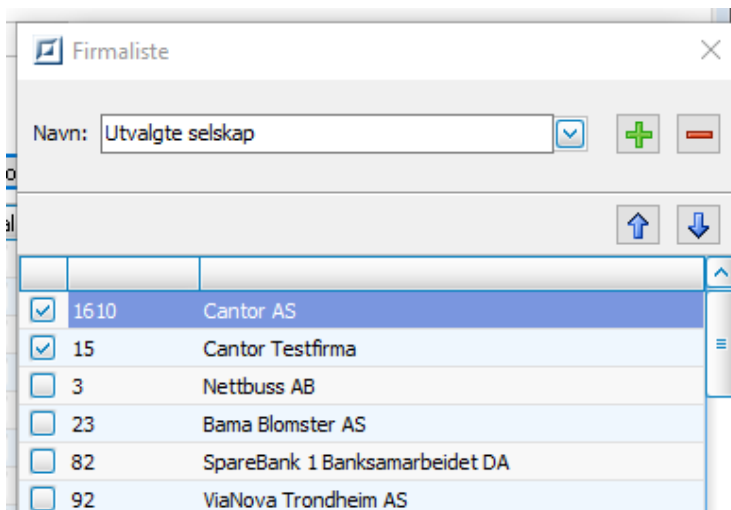 Firmaliste
Navn: Utvalgte selskap
1610 Cantor AS
15 Cantor Testfirma
3 Nettbuss AB
23 Bama Blomster AS
82 SpareBank 1 Banksamarbeidet DA
92 ViaNova Trondheim AS